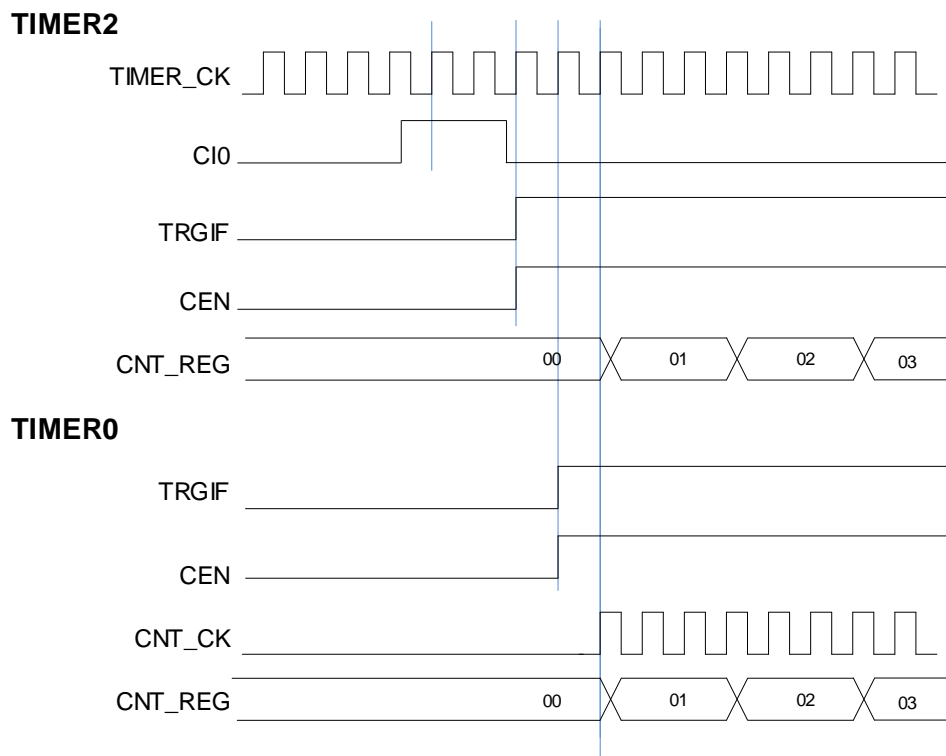 TIMER2
TIMER_CK
CI0
TRGIF
CEN
CNT_REG 00 01 02 03
TIMER0
TRGIF
CEN
CNT_CK
CNT_REG 00 01 02 03